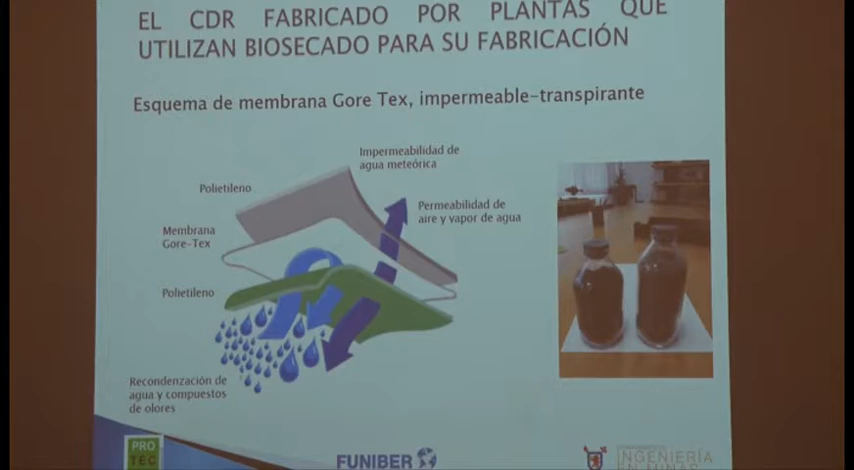 EL CDR FABRICADO POR PLANTAS QUE
UTILIZAN BIOSECADO PARA SU FABRICACIÓN
Esquema de membrana Gore Tex, impermeable-transpirante
Impermeabilidad de
agua meteórica
Polietileno
Permeabilidad de
aire y vapor de agua
Membrana
Gore-Tex
Polietileno
Recondenzación de
agua y compuestos
de olores
PRO
TEC
FUNIBER
INGENIERÍA
EN MINAS